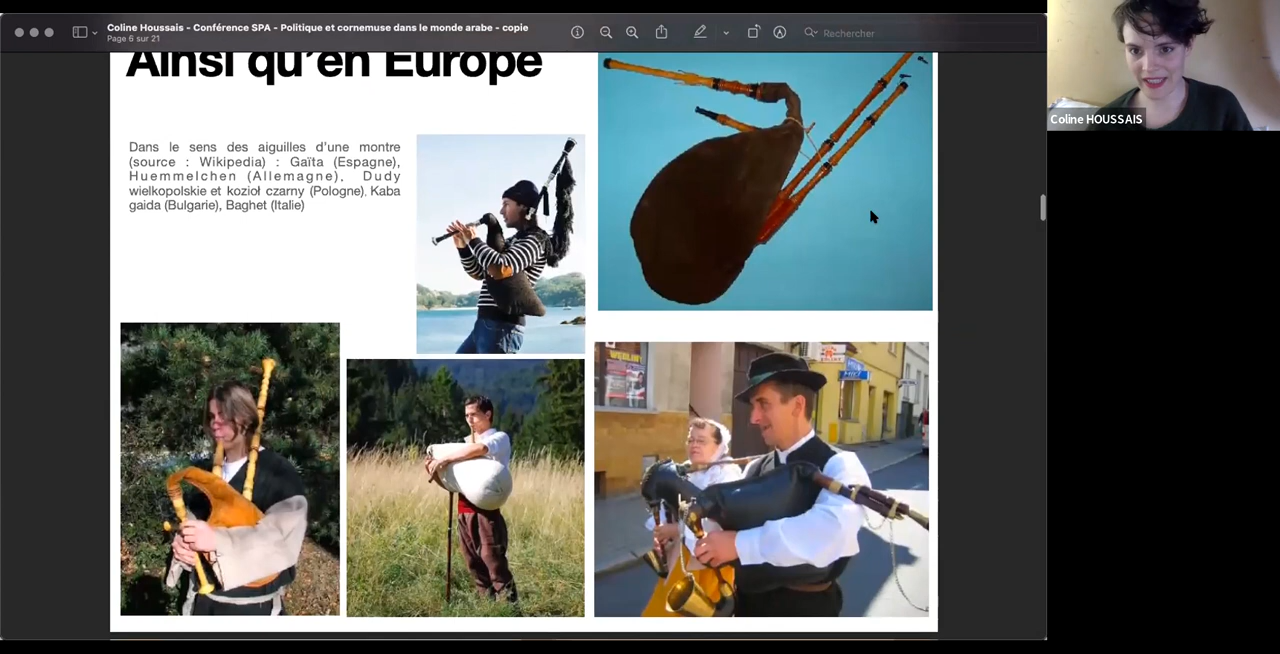 Coline Houssais - Conférence SPA - Politique et cornemuse dans le monde arabe - copie
Page 6 sur 21
Rechercher
Coline HOUSSAIS
Ainsi qu'en Europe
Dans le sens des aiguilles d'une montre
(source : Wikipedia) : Gaïta (Espagne),
Huemmelchen (Allemagne), Dudy
wielkopolskie et kozioł czarny (Pologne), Kaba
gaida (Bulgarie), Baghet (Italie)
WEDLINY